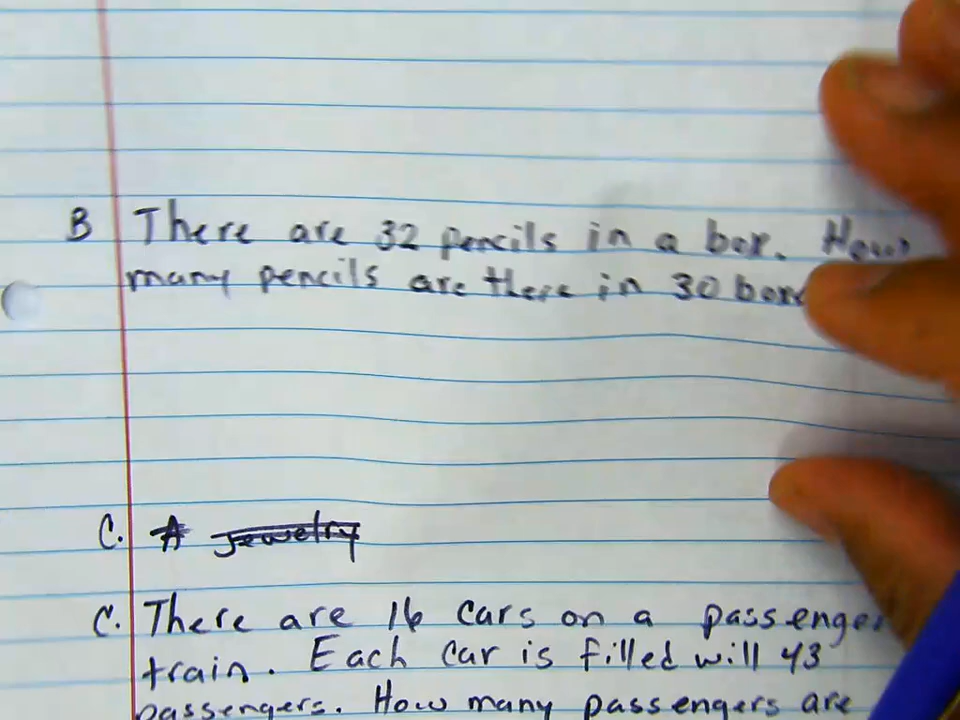 B There are 32 pencils in a box. How
many pencils are there in 30
C. A Jewelry
C. There are 16 cars on a passenger
train. Each car is filled will 43
passengers. How many passengers are